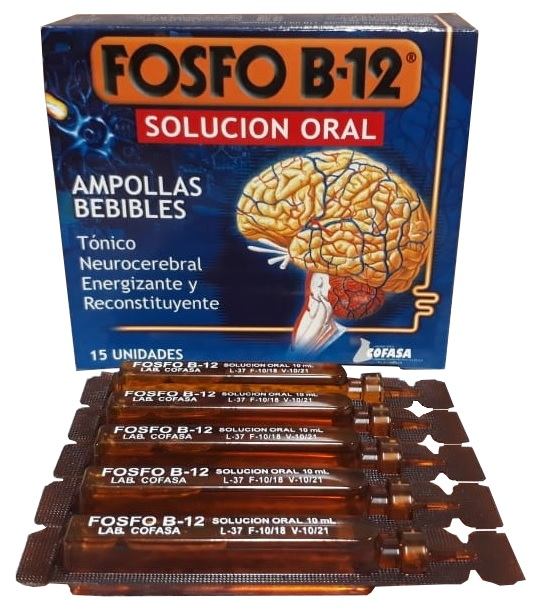 FOSFO B-12®
SOLUCION ORAL
AMPOLLAS
BEBIBLES
Tónico
Neurocerebral
Energizante y
Reconstituyente
15 UNIDADES
COFASA
FOSFO B-12 SOLUCION ORAL 10 mL
LAB. COFASA L-37 F-10/18 V-10/21
FOSFO B-12 SOLUCION ORAL 10 mL
LAB. COFASA L-37 F-10/18 V-10/21
FOSFO B-12 SOLUCION ORAL 10 mL
LAB. COFASA L-37 F-10/18 V-10/21
FOSFO B-12 SOLUCION ORAL 10 mL
LAB. COFASA L-37 F-10/18 V-10/21
FOSFO B-12 SOLUCION ORAL 10 mL
LAB. COFASA L-37 F-10/18 V-10/21